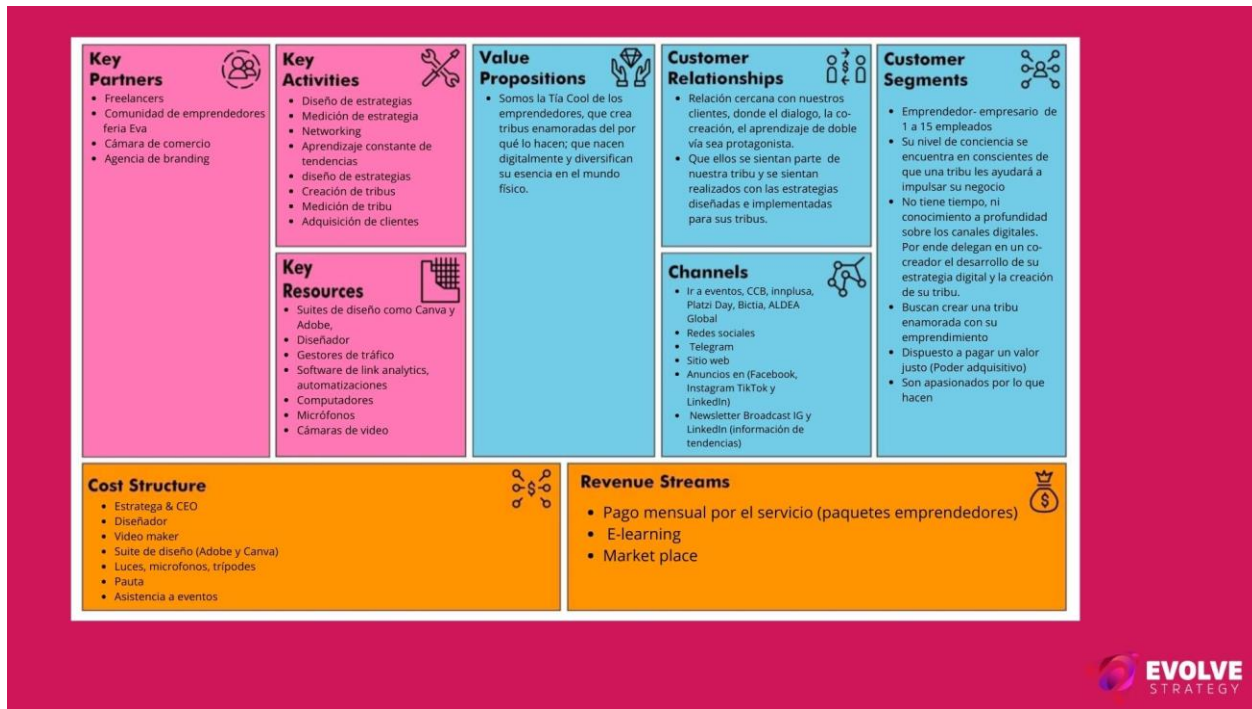 Key
Partners
• Freelancers
• Comunidad de emprendedores
feria Eva
• Cámara de comercio
• Agencia de branding
Key
Activities
• Diseño de estrategias
• Medición de estrategia
• Networking
• Aprendizaje constante de
tendencias
• diseño de estrategias
• Creación de tribus
• Medición de tribu
• Adquisición de clientes
Key
Resources
• Suites de diseño como Canva y
Adobe,
• Diseñador
• Gestores de tráfico
• Software de link analytics,
automatizaciones
• Computadores
• Micrófonos
• Cámaras de video
Value
Propositions
• Somos la Tía Cool de los
emprendedores, que crea
tribus enamoradas del por
qué lo hacen; que nacen
digitalmente y diversifican
su esencia en el mundo
físico.
Customer
Relationships
• Relación cercana con nuestros
clientes, donde el dialogo, la co-
creación, el aprendizaje de doble
vía sea protagonista.
• Que ellos se sientan parte de
nuestra tribu y se sientan
realizados con las estrategias
diseñadas e implementadas
para sus tribus.
Channels
• Ir a eventos, CCB, innplusa,
Platzi Day, Bictia, ALDEA
Global
• Redes sociales
• Telegram
• Sitio web
• Anuncios en (Facebook,
Instagram TikTok y
LinkedIn)
• Newsletter Broadcast IG y
LinkedIn (información de
tendencias)
Customer
Segments
• Emprendedor- empresario de
1 a 15 empleados
• Su nivel de conciencia se
encuentra en conscientes de
que una tribu les ayudará a
impulsar su negocio
• No tiene tiempo, ni
conocimiento a profundidad
sobre los canales digitales.
Por ende delegan en un co-
creador el desarrollo de su
estrategia digital y la creación
de su tribu.
• Buscan crear una tribu
enamorada con su
emprendimiento
• Dispuesto a pagar un valor
justo (Poder adquisitivo)
• Son apasionados por lo que
hacen
Cost Structure
• Estratega & CEO
• Diseñador
• Video maker
• Suite de diseño (Adobe y Canva)
• Luces, microfonos, trípodes
• Pauta
• Asistencia a eventos
Revenue Streams
• Pago mensual por el servicio (paquetes emprendedores)
• E-learning
• Market place
EVOLVE
STRATEGY